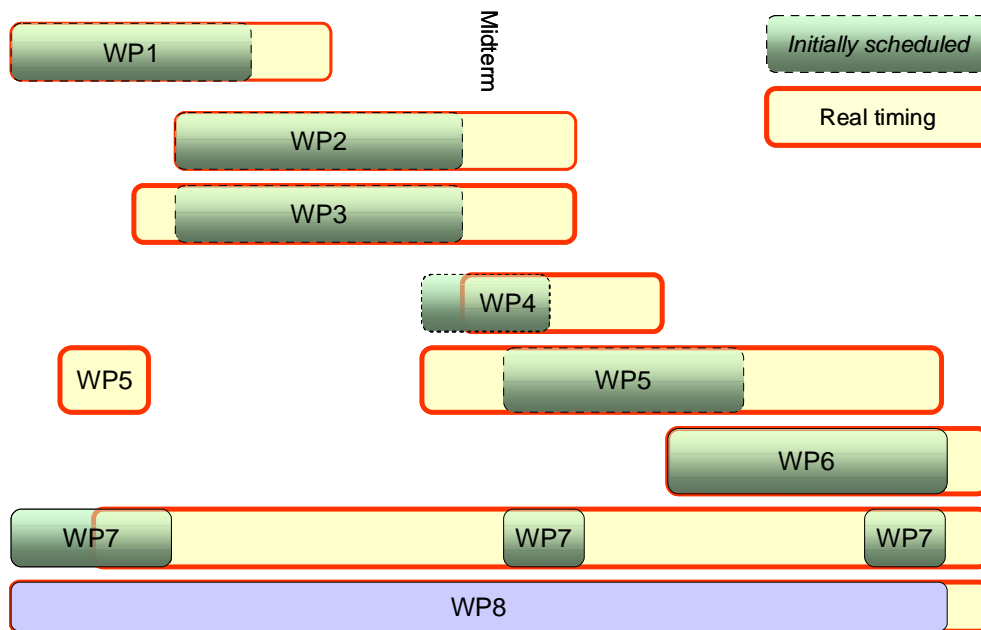 Midterm
Initially scheduled
WP1
Real timing
WP2
WP3
WP4
WP5
WP5
WP6
WP7
WP7
WP7
WP8